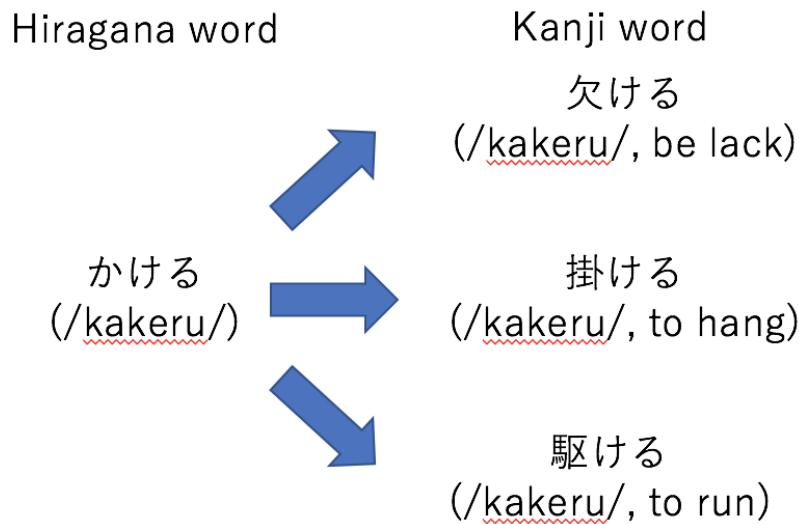 Hiragana word
Kanji word
欠ける
(/kakeru/, be lack)
かける
(/kakeru/)
掛ける
(/kakeru/, to hang)
駆ける
(/kakeru/, to run)